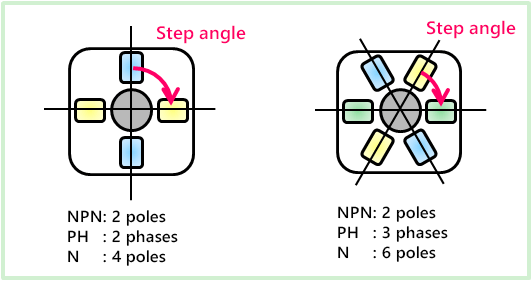 Step angle
NPN: 2 poles
PH : 2 phases
N : 4 poles
Step angle
NPN: 2 poles
PH : 3 phases
N : 6 poles